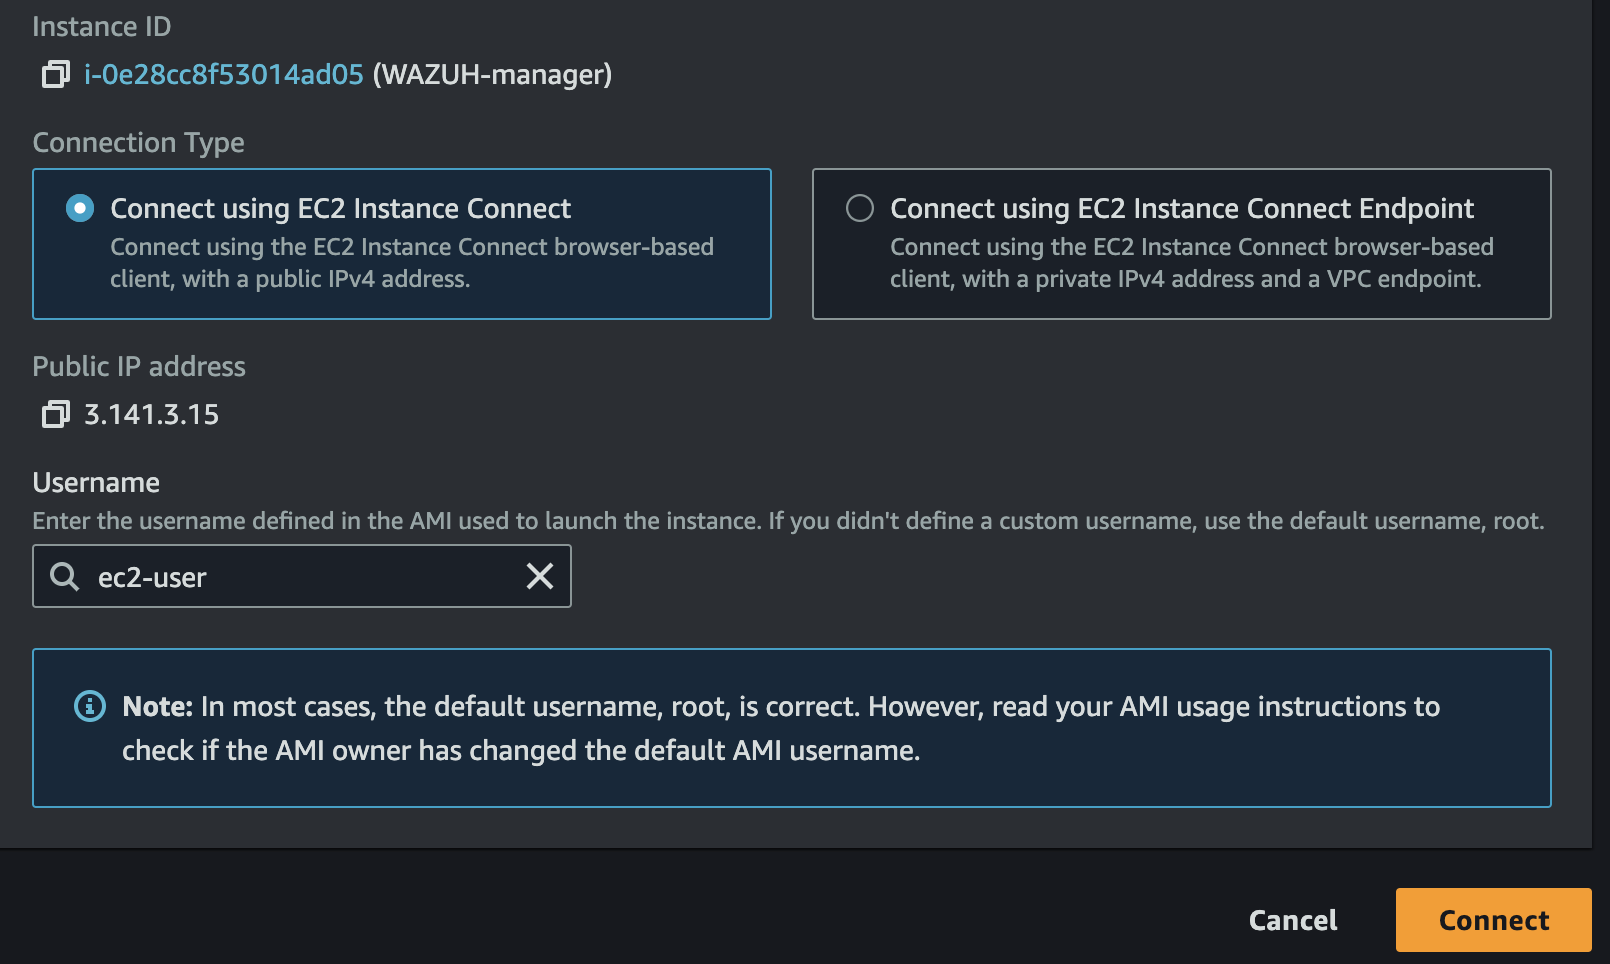 Instance ID
i-0e28cc8f53014ad05 (WAZUH-manager)
Connection Type
Connect using EC2 Instance Connect
Connect using the EC2 Instance Connect browser-based
client, with a public IPv4 address.
Connect using EC2 Instance Connect Endpoint
Connect using the EC2 Instance Connect browser-based
client, with a private IPv4 address and a VPC endpoint.
Public IP address
3.141.3.15
Username
Enter the username defined in the AMI used to launch the instance. If you didn't define a custom username, use the default username, root.
ec2-user
Note: In most cases, the default username, root, is correct. However, read your AMI usage instructions to
check if the AMI owner has changed the default AMI username.
Cancel
Connect